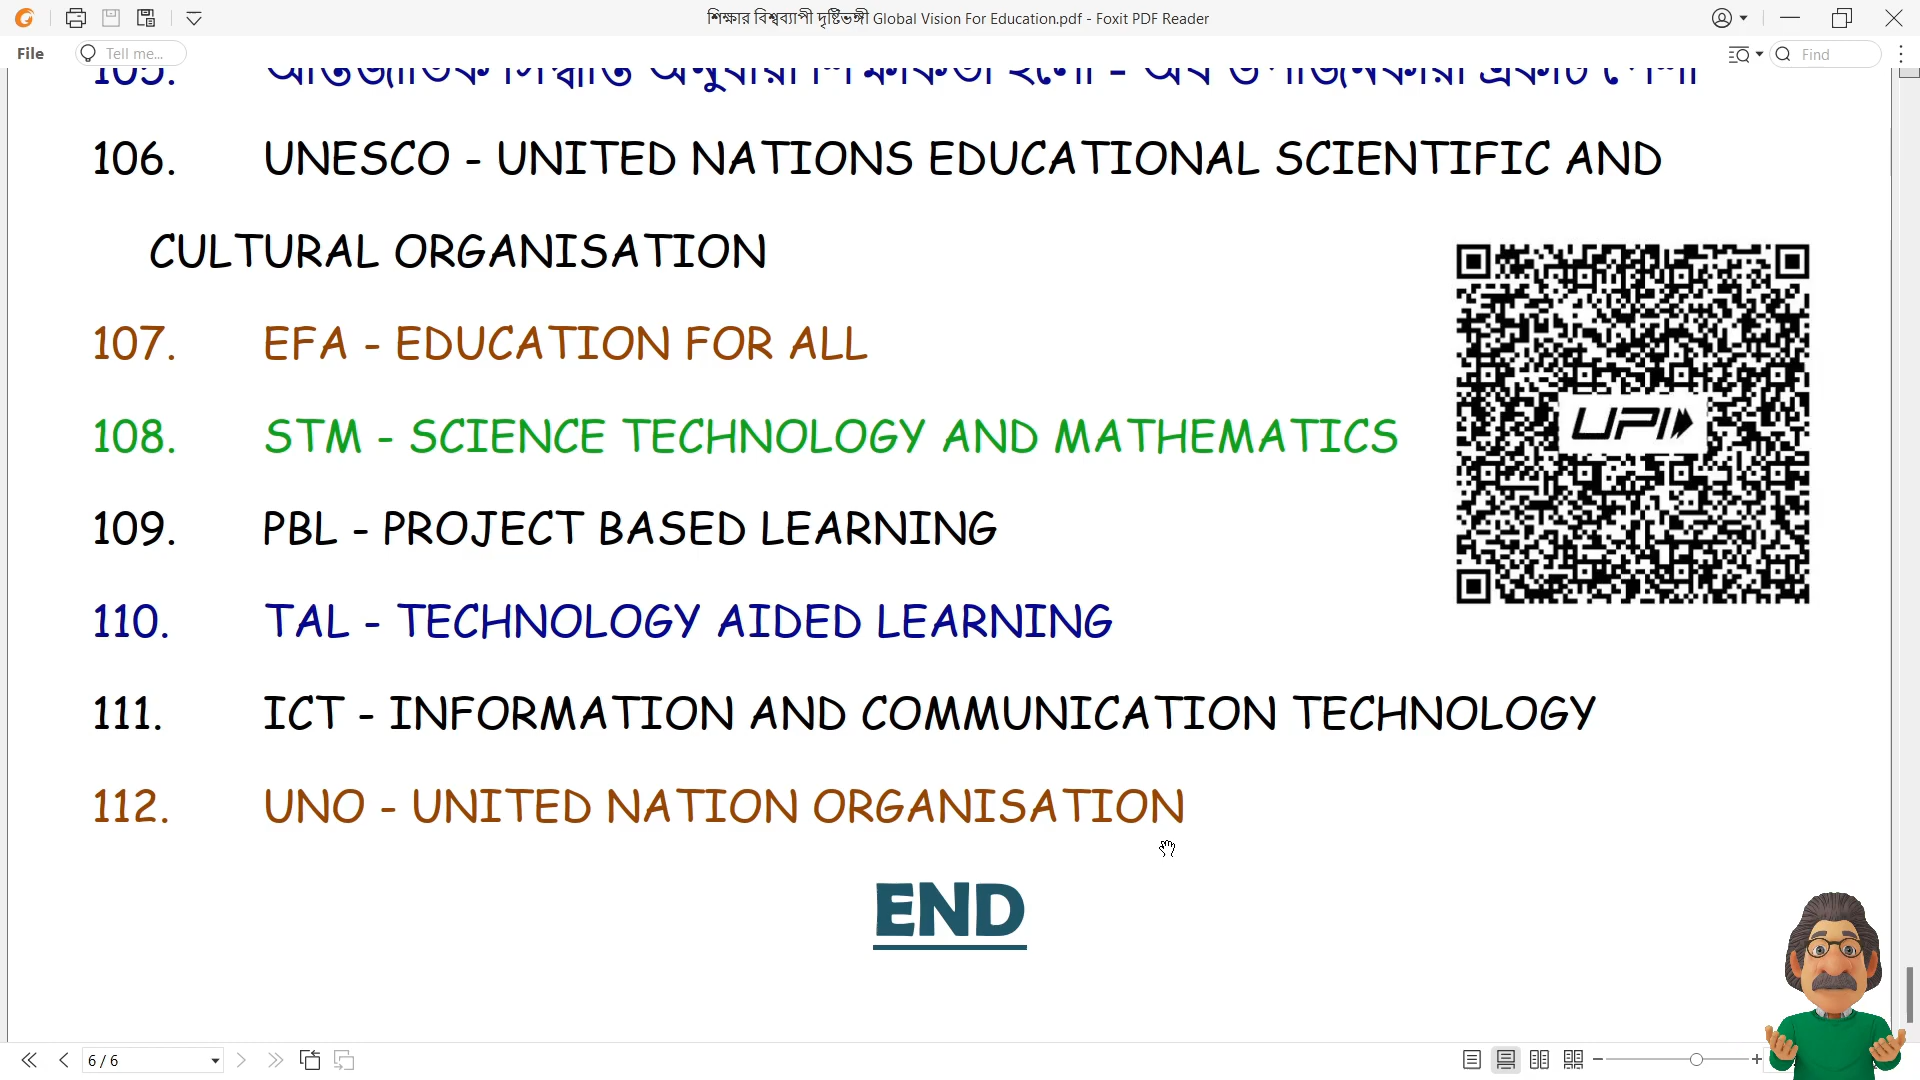 শিক্ষার বিশ্বব্যাপী দৃষ্টিভঙ্গী Global Vision For Education.pdf - Foxit PDF Reader
File
Tell me...
Find
105.
106. UNESCO - UNITED NATIONS EDUCATIONAL SCIENTIFIC AND
CULTURAL ORGANISATION
107. EFA - EDUCATION FOR ALL
108. STM - SCIENCE TECHNOLOGY AND MATHEMATICS
UPI
109. PBL - PROJECT BASED LEARNING
110. TAL - TECHNOLOGY AIDED LEARNING
111. ICT - INFORMATION AND COMMUNICATION TECHNOLOGY
112. UNO - UNITED NATION ORGANISATION
END
6 / 6